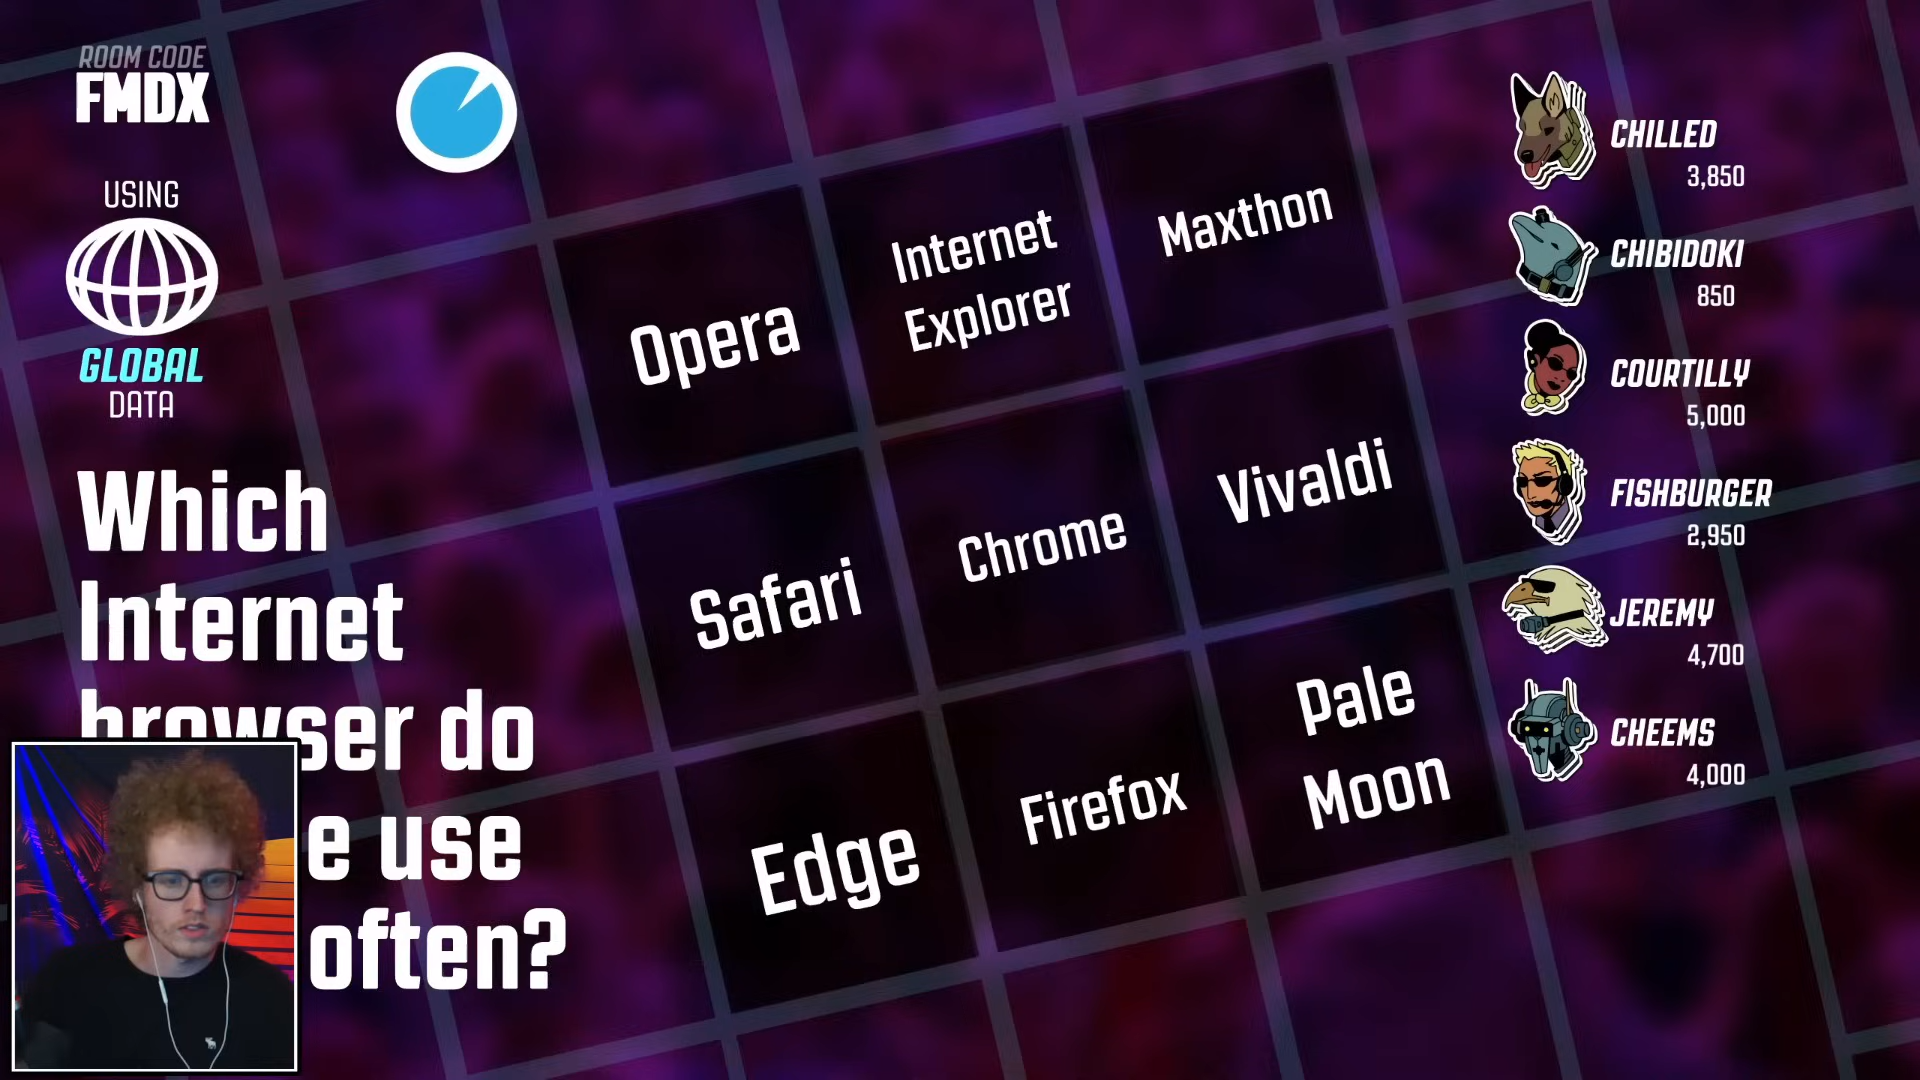 ROOM CODE
FMDX
USING
GLOBAL
DATA
Which
Internet
browser do
e use
often?
Opera
Internet
Explorer
Maxthon
Safari
Chrome
Vivaldi
Edge
Firefox
Pale
Moon
CHILLED
3,850
CHIBIDOKI
850
COURTILLY
5,000
FISHBURGER
2,950
JEREMY
4,700
CHEEMS
4,000